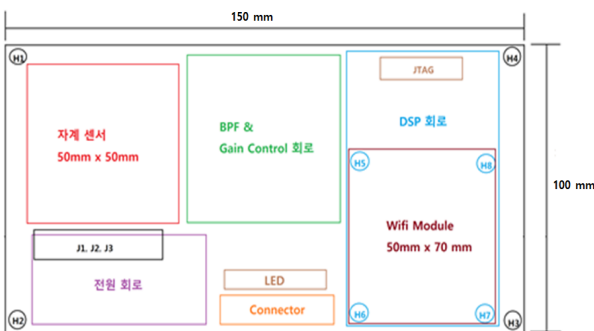 150 mm
H1
H4
JTAG
자계 센서
50mm x 50mm
BPF &
Gain Control 회로
DSP 회로
H5
H8
100 mm
Wifi Module
50mm x 70 mm
J1, J2, J3
전원 회로
LED
Connector
H2
H6
H7
H3